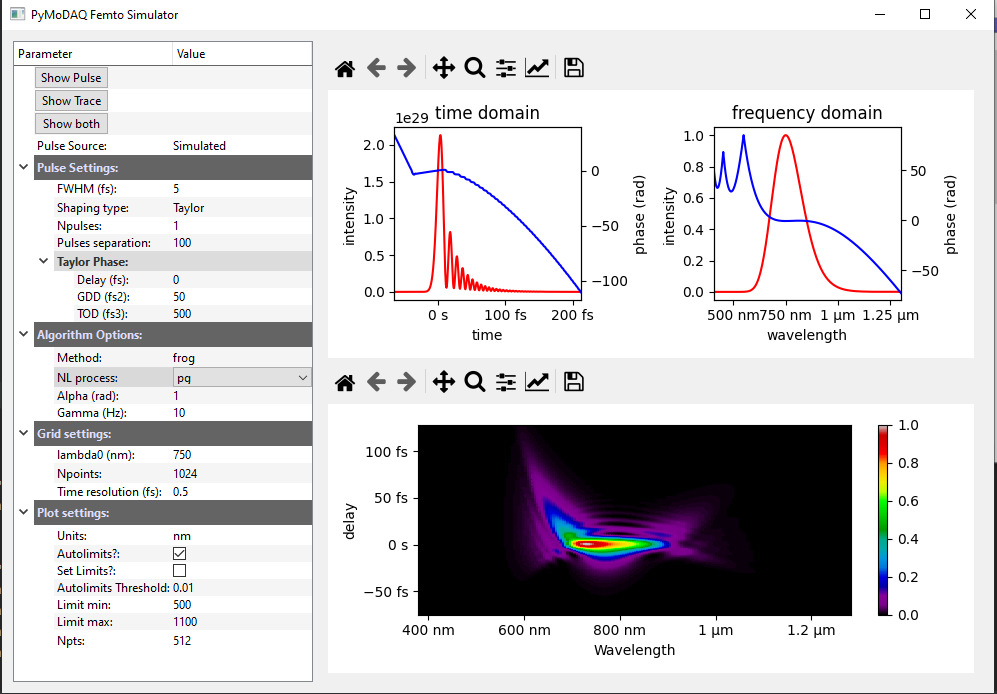 PyMoDAQ Femto Simulator
Parameter Value
Show Pulse
Show Trace
Show both
Pulse Source: Simulated
Pulse Settings:
FWHM (fs): 5
Shaping type: Taylor
Npulses: 1
Pulses separation: 100
Taylor Phase:
Delay (fs): 0
GDD (fs2): 50
TOD (fs3): 500
Algorithm Options:
Method: frog
NL process: pg
Alpha (rad): 1
Gamma (Hz): 10
Grid settings:
lambda0 (nm): 750
Npoints: 1024
Time resolution (fs): 0.5
Plot settings:
Units: nm
Autolimits?:
Set Limits?:
Autolimits Threshold: 0.01
Limit min: 500
Limit max: 1100
Npts: 512
1e29 time domain
2.0
1.5
1.0
0.5
0.0
intensity
0
−50
−100
phase (rad)
0 s 100 fs 200 fs
time
frequency domain
1.0
0.8
0.6
0.4
0.2
0.0
intensity
50
0
−50
phase (rad)
500 nm 750 nm 1 μm 1.25 μm
wavelength
100 fs
50 fs
0 s
−50 fs
delay
400 nm 600 nm 800 nm 1 μm 1.2 μm
Wavelength
1.0
0.8
0.6
0.4
0.2
0.0